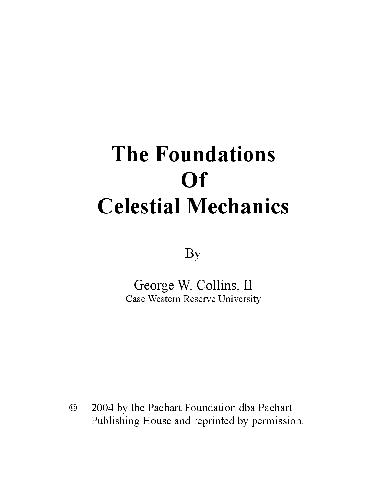 The Foundations
Of
Celestial Mechanics
By
George W. Collins, II
Case Western Reserve University
© 2004 by the Pachart Foundation dba Pachart
Publishing House and reprinted by permission.